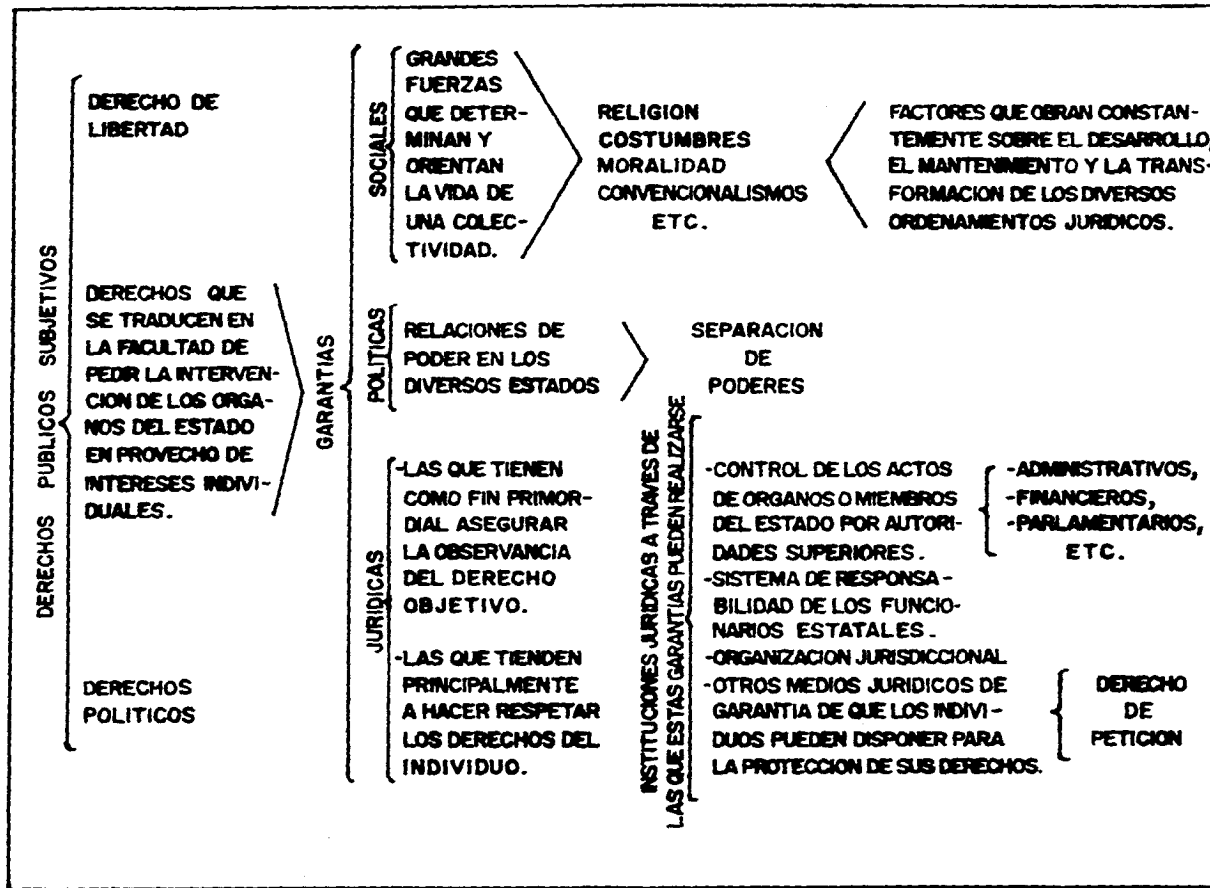 DERECHOS PUBLICOS SUBJETIVOS
DERECHO DE
LIBERTAD
DERECHOS QUE
SE TRADUCEN EN
LA FACULTAD DE
PEDIR LA INTERVEN-
CION DE LOS ORGA-
NOS DEL ESTADO
EN PROVECHO DE
INTERESES INDIVI-
DUALES.
DERECHOS
POLITICOS
GARANTIAS
SOCIALES
GRANDES
FUERZAS
QUE DETER-
MINAN Y
ORIENTAN
LA VIDA DE
UNA COLEC-
TIVIDAD.
RELIGION
COSTUMBRES
MORALIDAD
CONVENCIONALISMOS
ETC.
FACTORES QUE OBRAN CONSTAN-
TEMENTE SOBRE EL DESARROLLO,
EL MANTENIMIENTO Y LA TRANS-
FORMACION DE LOS DIVERSOS
ORDENAMIENTOS JURIDICOS.
POLITICAS
RELACIONES DE
PODER EN LOS
DIVERSOS ESTADOS
SEPARACION
DE
PODERES
JURIDICAS
-LAS QUE TIENEN
COMO FIN PRIMOR-
DIAL ASEGURAR
LA OBSERVANCIA
DEL DERECHO
OBJETIVO.
-LAS QUE TIENDEN
PRINCIPALMENTE
A HACER RESPETAR
LOS DERECHOS DEL
INDIVIDUO.
INSTITUCIONES JURIDICAS A TRAVES DE
LAS QUE ESTAS GARANTIAS PUEDEN REALIZARSE
-CONTROL DE LOS ACTOS
DE ORGANOS O MIEMBROS
DEL ESTADO POR AUTORI-
DADES SUPERIORES.
-ADMINISTRATIVOS,
-FINANCIEROS,
-PARLAMENTARIOS,
ETC.
-SISTEMA DE RESPONSA-
BILIDAD DE LOS FUNCIO-
NARIOS ESTATALES.
-ORGANIZACION JURISDICCIONAL
-OTROS MEDIOS JURIDICOS DE
GARANTIA DE QUE LOS INDIVI-
DUOS PUEDEN DISPONER PARA
LA PROTECCION DE SUS DERECHOS.
DERECHO
DE
PETICION